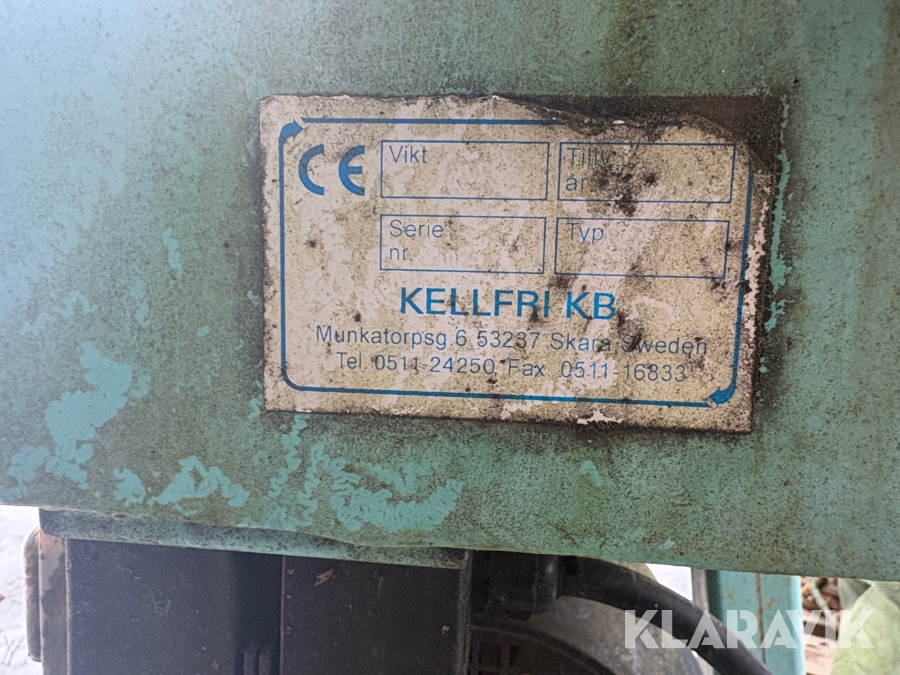 CE
Vikt
Tillv
år
Serie
nr.
Typ
KELLFRI KB
Munkatorpsg 6 53237 Skara, Sweden
Tel. 0511-24250, Fax. 0511-16833
KLARAVIK